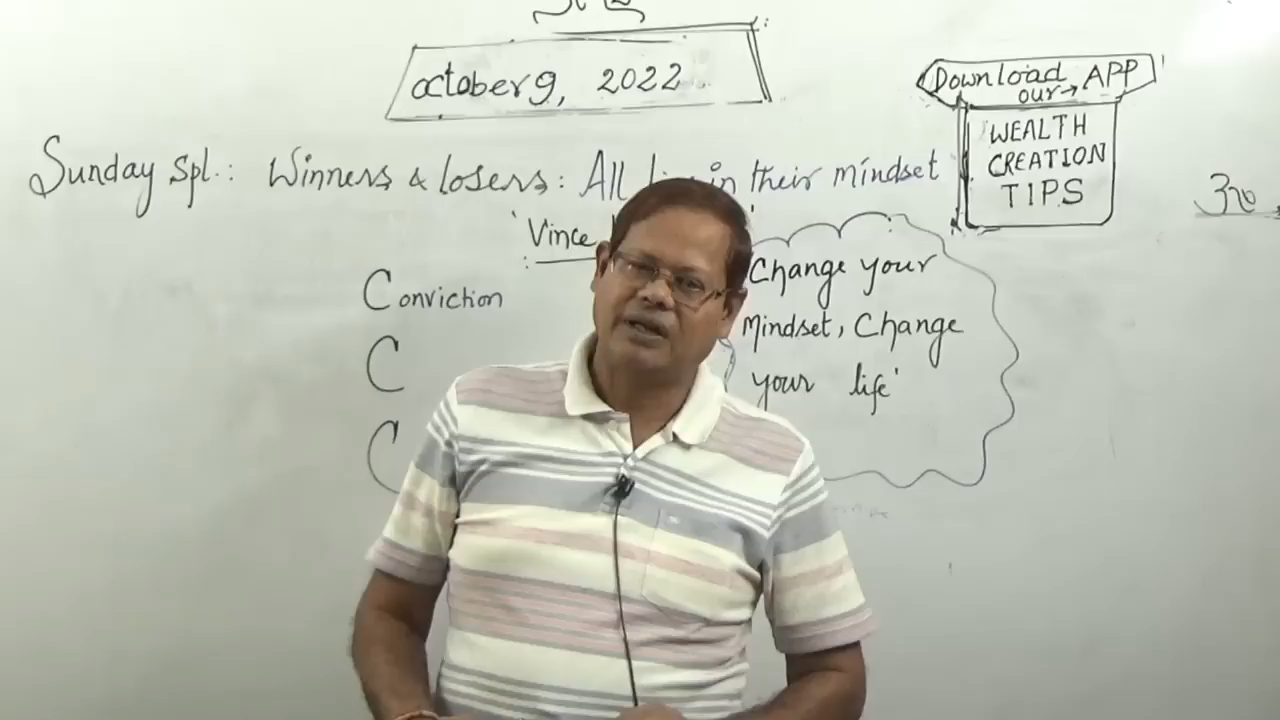 October 9, 2022
Download
our → APP
WEALTH
CREATION
TIPS
Sunday Spl.: Winners & losers: All in their mindset
'Vince
Conviction
C
C
Change your
Mindset, Change
your life'